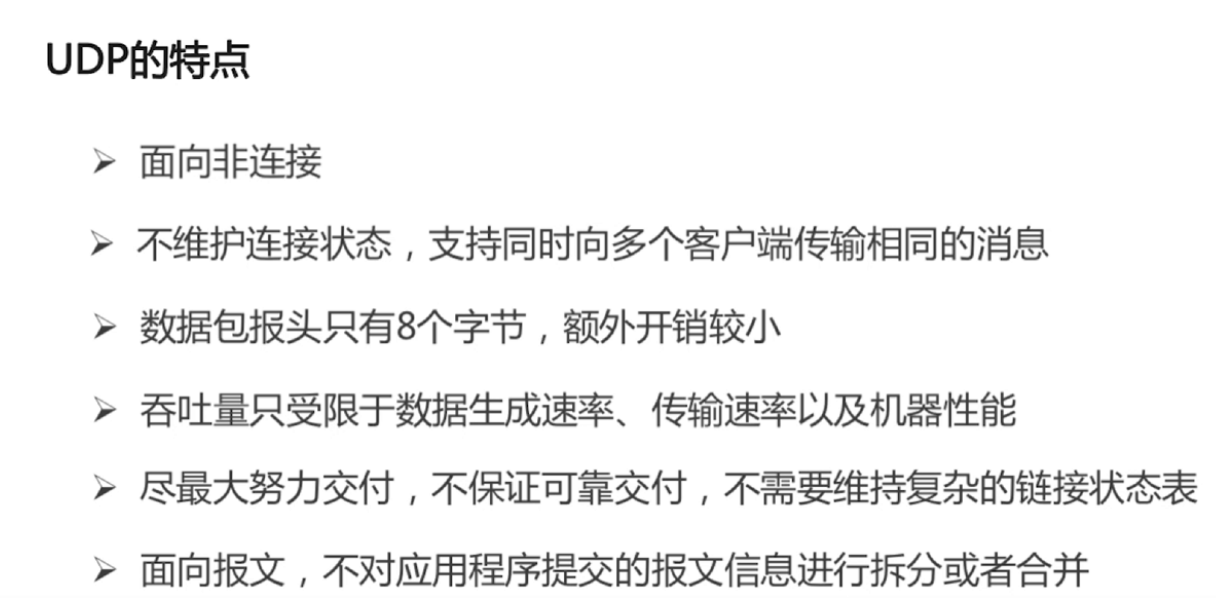 UDP的特点
面向非连接
不维护连接状态，支持同时向多个客户端传输相同的消息
数据包报头只有8个字节，额外开销较小
吞吐量只受限于数据生成速率、传输速率以及机器性能
尽最大努力交付，不保证可靠交付，不需要维持复杂的链接状态表
面向报文，不对应用程序提交的报文信息进行拆分或者合并